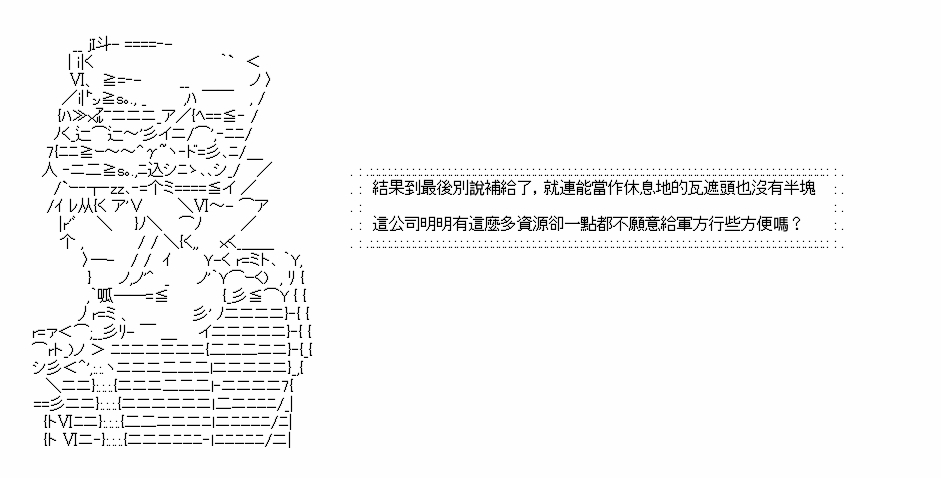 結果到最後別說補給了，就連能當作休息地的瓦遮頭也沒有半塊
這公司明明有這麼多資源卻一點都不願意給軍方行些方便嗎？